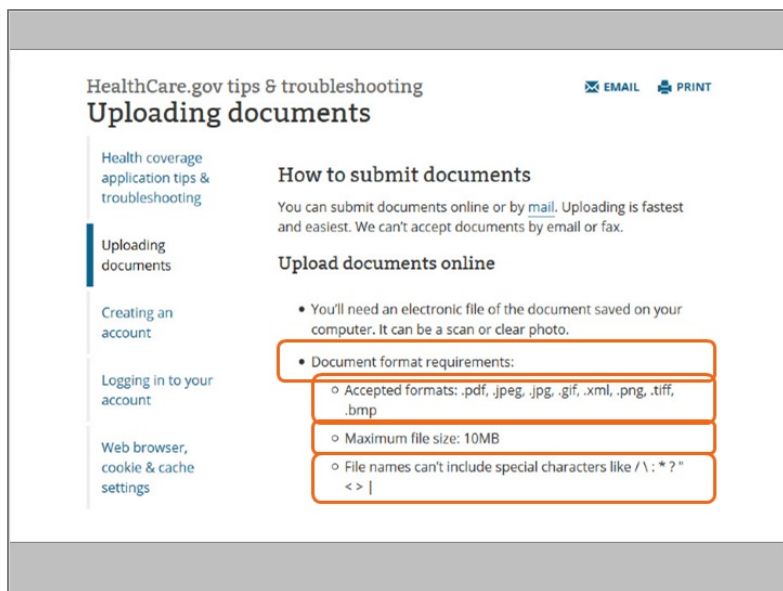 HealthCare.gov tips & troubleshooting
EMAIL PRINT
Uploading documents
Health coverage
application tips &
troubleshooting
Uploading
documents
Creating an
account
Logging in to your
account
Web browser,
cookie & cache
settings
How to submit documents
You can submit documents online or by mail. Uploading is fastest
and easiest. We can't accept documents by email or fax.
Upload documents online
• You'll need an electronic file of the document saved on your
computer. It can be a scan or clear photo.
• Document format requirements:
○ Accepted formats: .pdf, .jpeg, .jpg, .gif, .xml, .png, .tiff,
.bmp
○ Maximum file size: 10MB
○ File names can't include special characters like / \ : * ? "
< > |